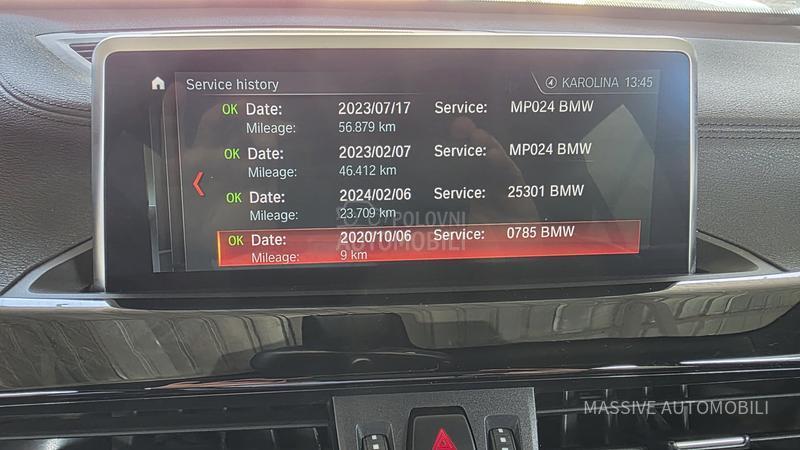 Service history
KAROLINA 13:45
OK Date: 2023/07/17 Service: MP024 BMW
Mileage: 56.879 km
OK Date: 2023/02/07 Service: MP024 BMW
Mileage: 46.412 km
OK Date: 2024/02/06 Service: 25301 BMW
Mileage: 23.709 km
OK Date: 2020/10/06 Service: 0785 BMW
Mileage: 9 km
POLOVNI
AUTOMOBILI
MASSIVE AUTOMOBILI